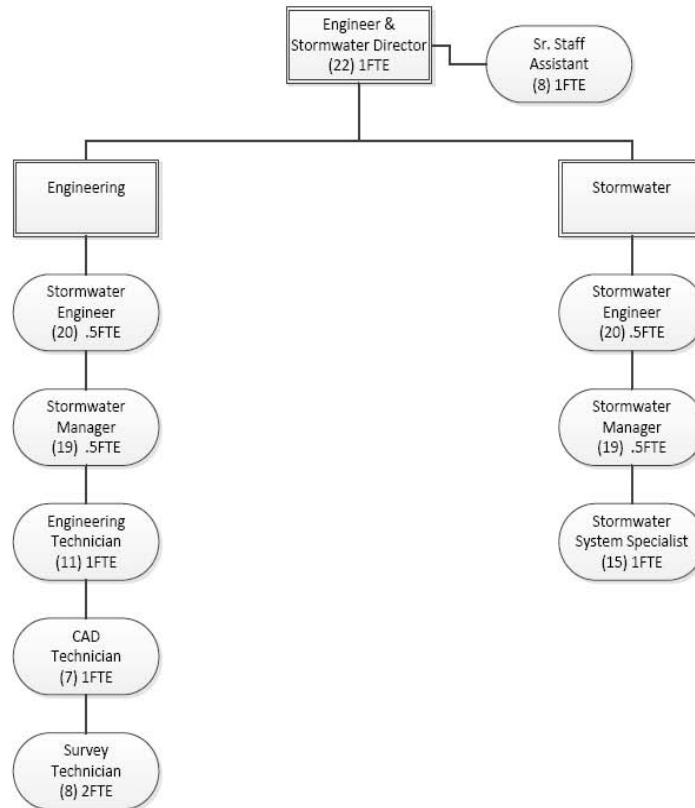 Engineer &
Stormwater Director
(22) 1FTE
Sr. Staff
Assistant
(8) 1FTE
Engineering
Stormwater
Engineer
(20) .5FTE
Stormwater
Manager
(19) .5FTE
Engineering
Technician
(11) 1FTE
CAD
Technician
(7) 1FTE
Survey
Technician
(8) 2FTE
Stormwater
Stormwater
Engineer
(20) .5FTE
Stormwater
Manager
(19) .5FTE
Stormwater
System Specialist
(15) 1FTE